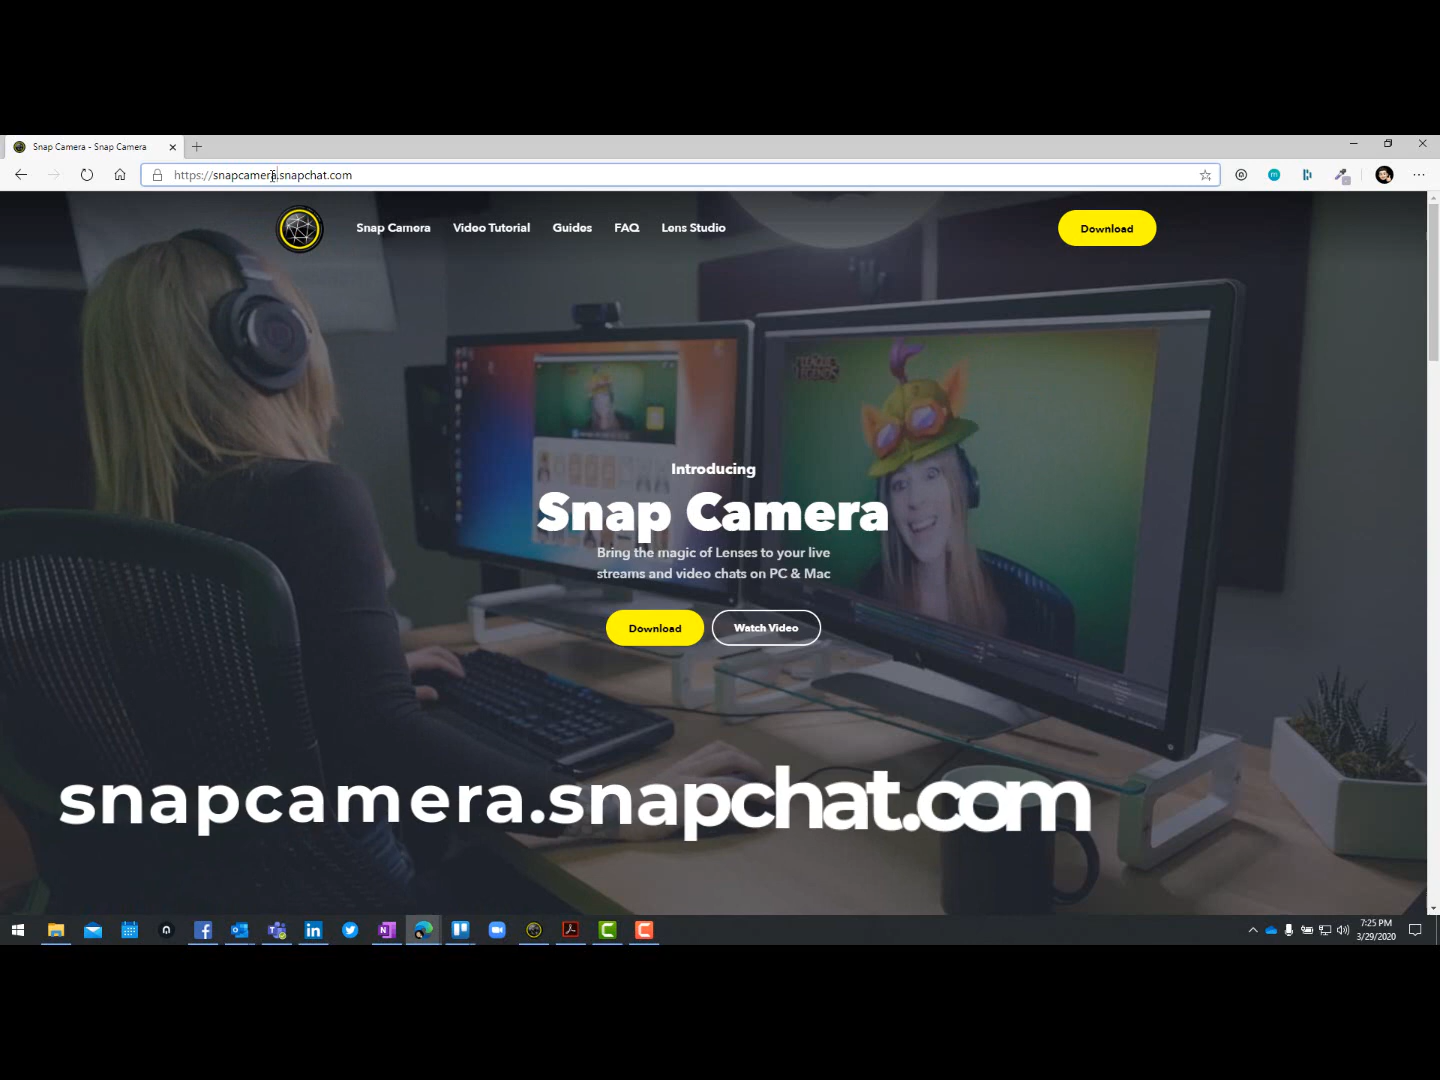 Snap Camera - Snap Camera
https://snapcamera.snapchat.com
Snap Camera
Video Tutorial
Guides
FAQ
Lens Studio
Download
LEAGUE
LEGENDS
Introducing
Snap Camera
Bring the magic of Lenses to your live
streams and video chats on PC & Mac
Download
Watch Video
snapcamera.snapchat.com
7:25 PM
3/29/2020